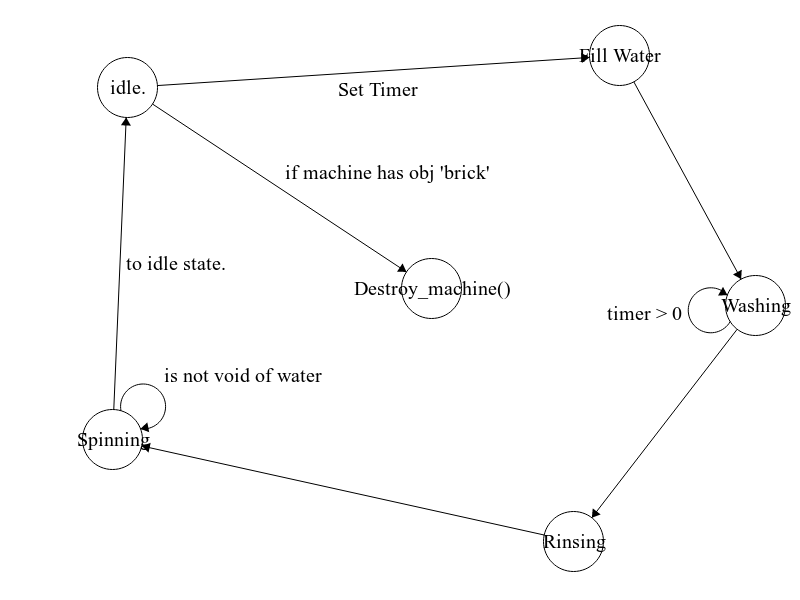 Fill Water
idle.
Set Timer
if machine has obj 'brick'
to idle state.
Destroy_machine()
Washing
timer > 0
is not void of water
Spinning
Rinsing